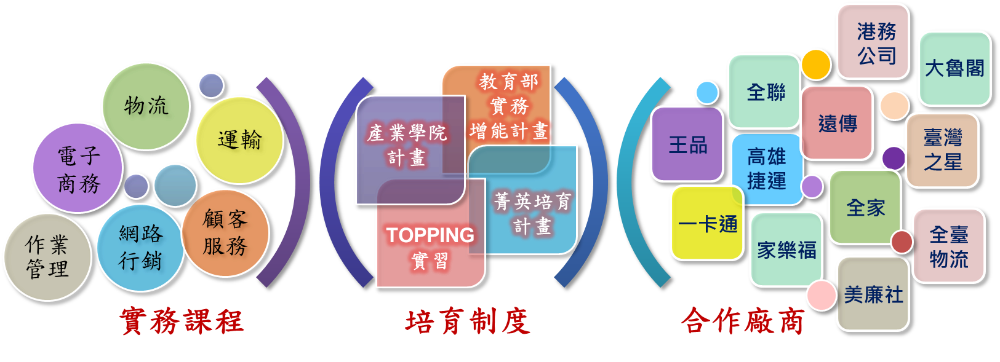 物流
運輸
電子
商務
顧客
服務
網路
行銷
作業
管理
實務課程
教育部
實務
增能計畫
產業學院
計畫
菁英培育
計畫
TOPPING
實習
培育制度
港務
公司
大魯閣
全聯
遠傳
王品
高雄
捷運
臺灣
之星
一卡通
全家
家樂福
全臺
物流
美廉社
合作廠商